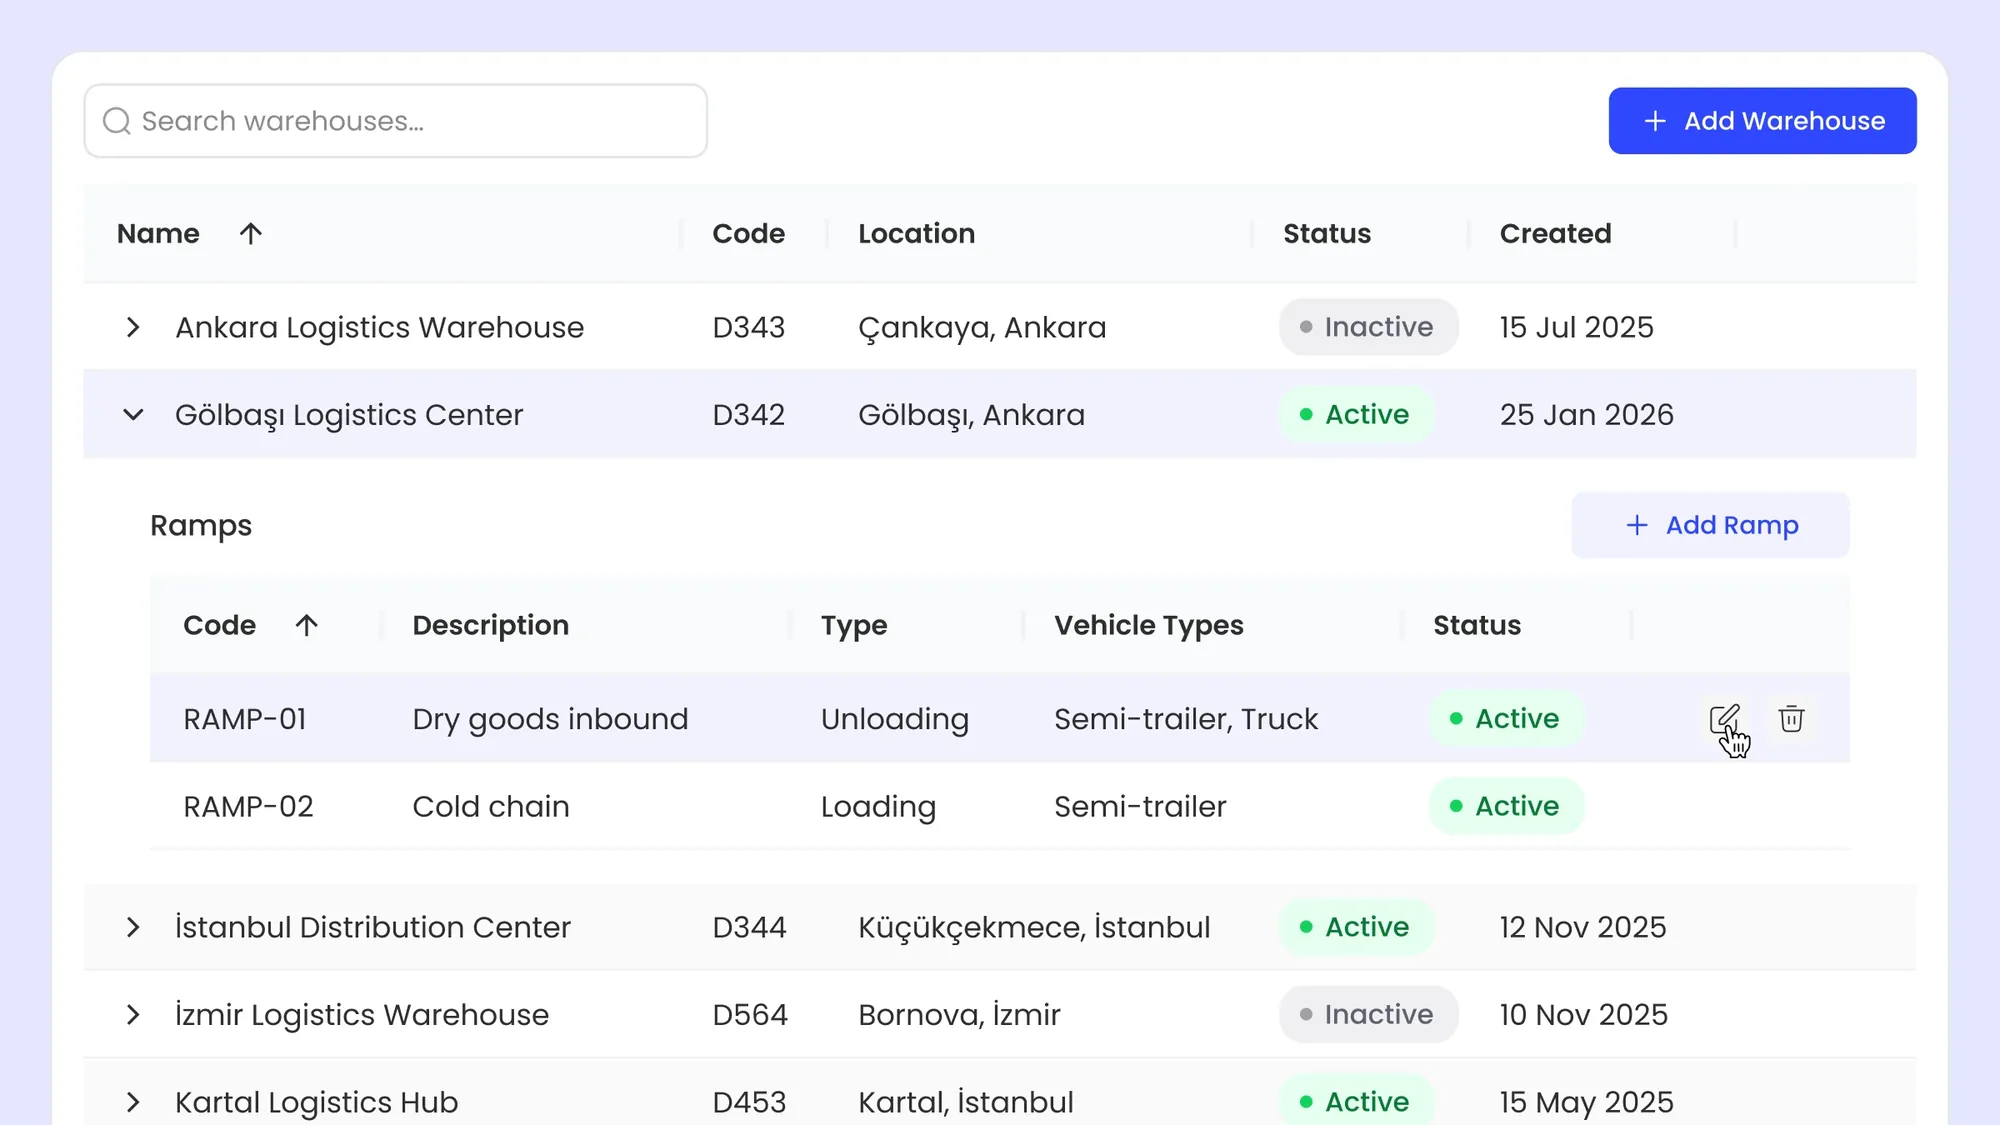 Search warehouses...
Add Warehouse
Name Code Location Status Created
Ankara Logistics Warehouse D343 Çankaya, Ankara Inactive 15 Jul 2025
Gölbaşı Logistics Center D342 Gölbaşı, Ankara Active 25 Jan 2026
Ramps Add Ramp
Code Description Type Vehicle Types Status
RAMP-01 Dry goods inbound Unloading Semi-trailer, Truck Active
RAMP-02 Cold chain Loading Semi-trailer Active
İstanbul Distribution Center D344 Küçükçekmece, İstanbul Active 12 Nov 2025
İzmir Logistics Warehouse D564 Bornova, İzmir Inactive 10 Nov 2025
Kartal Logistics Hub D453 Kartal, İstanbul Active 15 May 2025